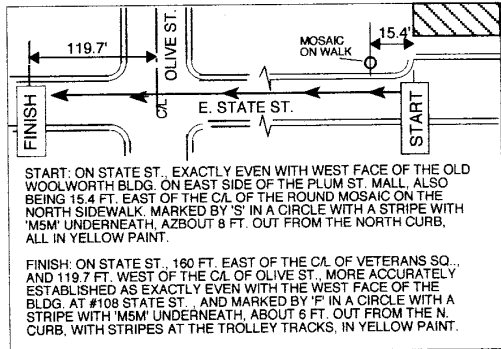 119.7'
OLIVE ST.
MOSAIC
ON WALK
15.4'
FINISH
C/L
E. STATE ST.
START
START: ON STATE ST., EXACTLY EVEN WITH WEST FACE OF THE OLD
WOOLWORTH BLDG. ON EAST SIDE OF THE PLUM ST. MALL, ALSO
BEING 15.4 FT. EAST OF THE C/L OF THE ROUND MOSAIC ON THE
NORTH SIDEWALK. MARKED BY 'S' IN A CIRCLE WITH A STRIPE WITH
'M5M' UNDERNEATH, AZBOUT 8 FT. OUT FROM THE NORTH CURB,
ALL IN YELLOW PAINT.
FINISH: ON STATE ST., 160 FT. EAST OF THE C/L OF VETERANS SQ..,
AND 119.7 FT. WEST OF THE C/L OF OLIVE ST., MORE ACCURATELY
ESTABLISHED AS EXACTLY EVEN WITH THE WEST FACE OF THE
BLDG. AT #108 STATE ST. , AND MARKED BY 'F' IN A CIRCLE WITH A
STRIPE WITH 'M5M' UNDERNEATH, ABOUT 6 FT. OUT FROM THE N.
CURB, WITH STRIPES AT THE TROLLEY TRACKS, IN YELLOW PAINT.